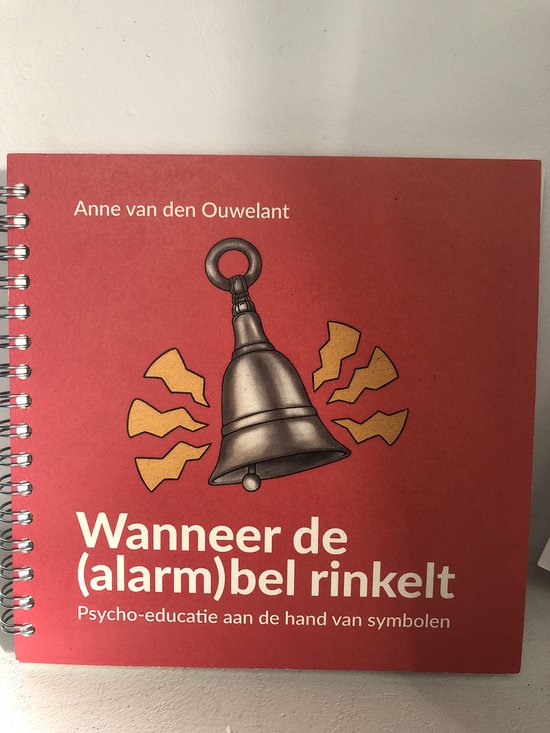 Anne van den Ouwelant
Wanneer de
(alarm)bel rinkelt
Psycho-educatie aan de hand van symbolen